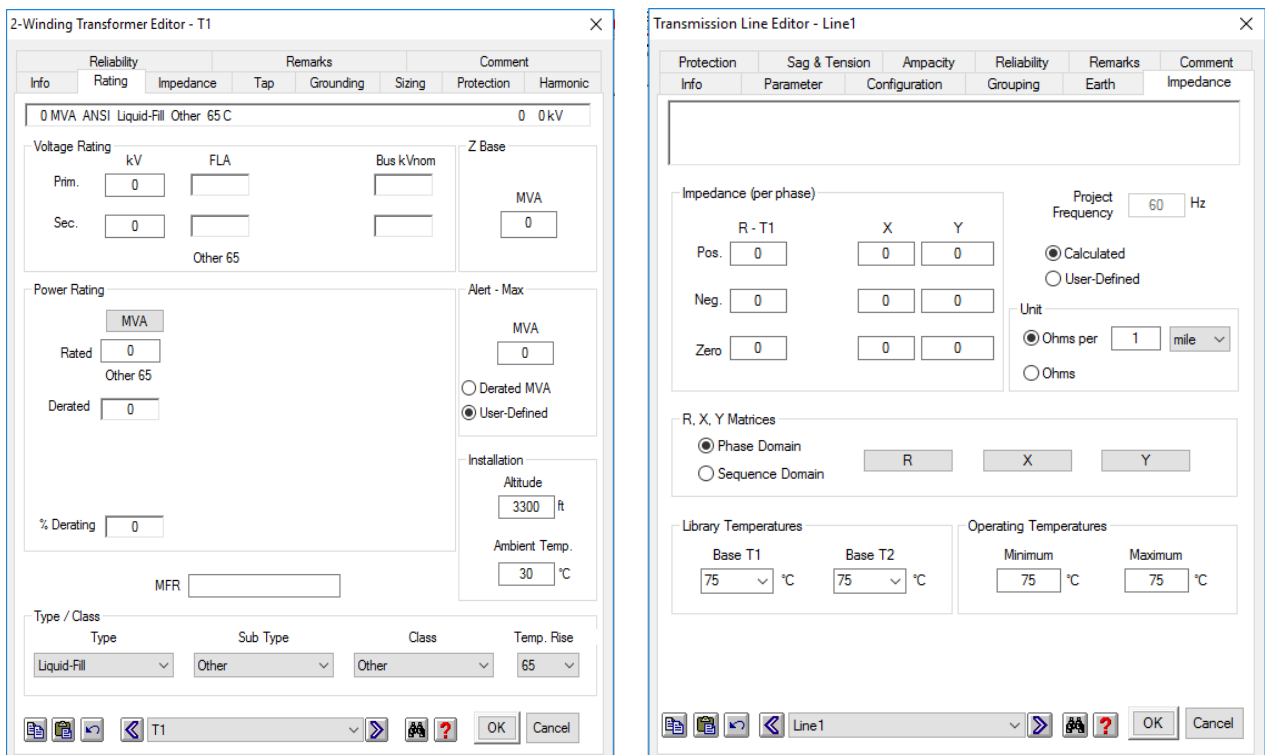 2-Winding Transformer Editor - T1
Reliability Remarks Comment
Info Rating Impedance Tap Grounding Sizing Protection Harmonic
0 MVA ANSI Liquid-Fill Other 65 C 0 0 kV
Voltage Rating
kV FLA Bus kVnom
Prim. 0
Sec. 0
Other 65
Z Base
MVA
0
Power Rating
MVA
Rated 0
Other 65
Derated 0
% Derating 0
Alert - Max
MVA
0
Derated MVA
User-Defined
Installation
Altitude
3300 ft
Ambient Temp.
30 °C
MFR
Type / Class
Type Sub Type Class Temp. Rise
Liquid-Fill Other Other 65
T1 ? OK Cancel
Transmission Line Editor - Line1
Protection Sag & Tension Ampacity Reliability Remarks Comment
Info Parameter Configuration Grouping Earth Impedance
Impedance (per phase)
R - T1 X Y
Pos. 0 0 0
Neg. 0 0 0
Zero 0 0 0
Project
Frequency 60 Hz
Calculated
User-Defined
Unit
Ohms per 1 mile
Ohms
R, X, Y Matrices
Phase Domain
Sequence Domain
R X Y
Library Temperatures
Base T1 Base T2
75 °C 75 °C
Operating Temperatures
Minimum Maximum
75 °C 75 °C
Line1 ? OK Cancel